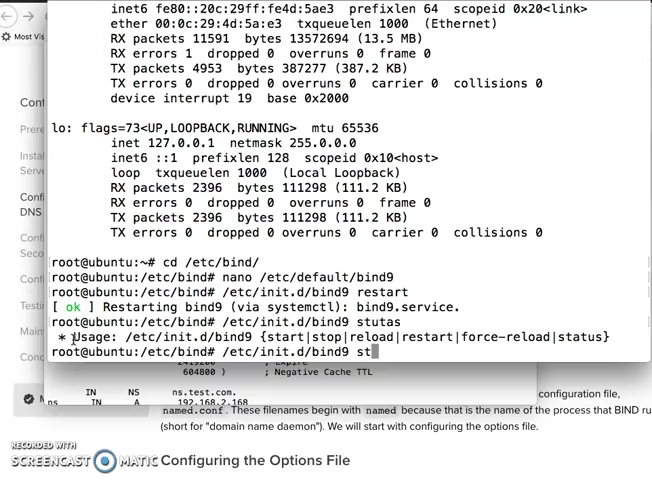 inet6 fe80::20c:29ff:fe4d:5ae3  prefixlen 64  scopeid 0x20<link>
ether 00:0c:29:4d:5a:e3  txqueuelen 1000  (Ethernet)
RX packets 11591  bytes 13572694 (13.5 MB)
RX errors 1  dropped 0  overruns 0  frame 0
TX packets 4953  bytes 387277 (387.2 KB)
TX errors 0  dropped 0 overruns 0  carrier 0  collisions 0
device interrupt 19  base 0x2000
lo: flags=73<UP,LOOPBACK,RUNNING>  mtu 65536
inet 127.0.0.1  netmask 255.0.0.0
inet6 ::1  prefixlen 128  scopeid 0x10<host>
loop  txqueuelen 1000  (Local Loopback)
RX packets 2396  bytes 111298 (111.2 KB)
RX errors 0  dropped 0  overruns 0  frame 0
TX packets 2396  bytes 111298 (111.2 KB)
TX errors 0  dropped 0 overruns 0  carrier 0  collisions 0
root@ubuntu:~# cd /etc/bind/
root@ubuntu:/etc/bind# nano /etc/default/bind9
root@ubuntu:/etc/bind# /etc/init.d/bind9 restart
[ ok ] Restarting bind9 (via systemctl): bind9.service.
root@ubuntu:/etc/bind# /etc/init.d/bind9 stutas
* Usage: /etc/init.d/bind9 {start|stop|reload|restart|force-reload|status}
root@ubuntu:/etc/bind# /etc/init.d/bind9 st
Most Vis
Conf
Prere
Instal
Serve
Confi
DNS
Confi
Seco
Confi
Testin
Main
Conc
M
; Expire
604800 )     ; Negative Cache TTL
IN    NS    ns.test.com.
ns    IN    A    192.168.2.168
configuration file,
named.conf. These filenames begin with named because that is the name of the process that BIND ru
(short for "domain name daemon"). We will start with configuring the options file.
Configuring the Options File
RECORDED WITH
SCREENCAST MATIC